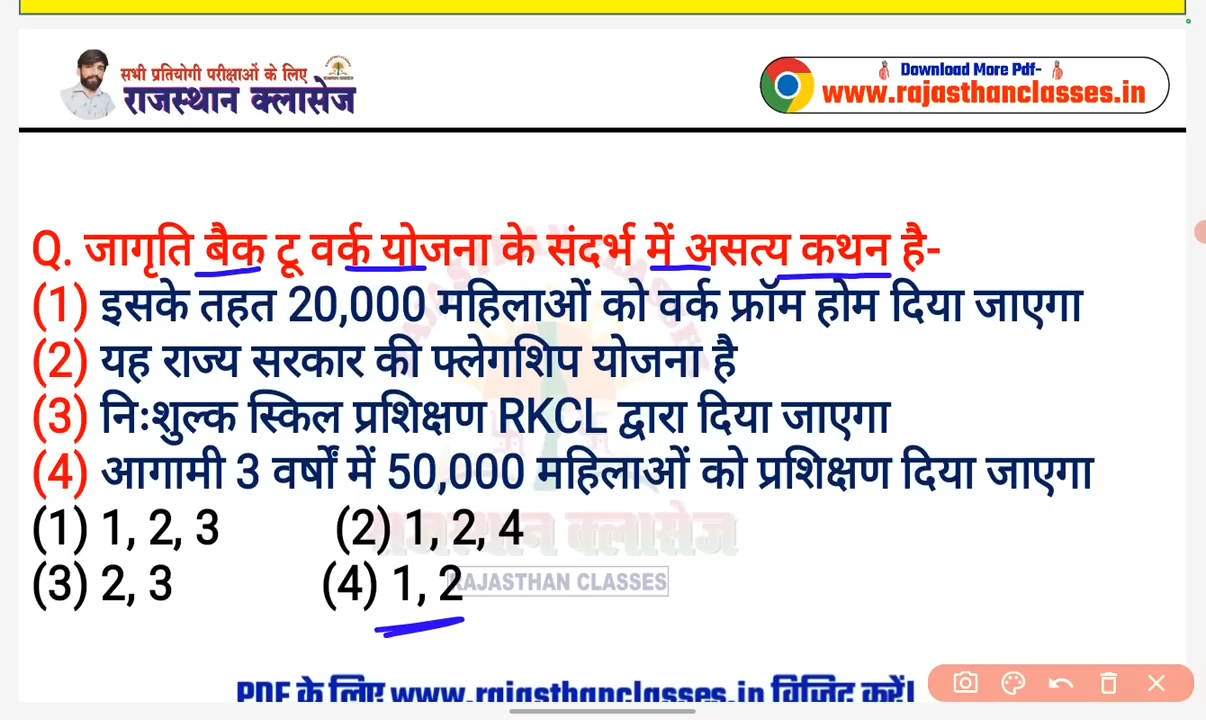 सभी प्रतियोगी परीक्षाओं के लिए
राजस्थान क्लासेज
Download More Pdf-
www.rajasthanclasses.in
Q. जागृति बैक टू वर्क योजना के संदर्भ में असत्य कथन है-
(1) इसके तहत 20,000 महिलाओं को वर्क फ्रॉम होम दिया जाएगा
(2) यह राज्य सरकार की फ्लेगशिप योजना है
(3) निःशुल्क स्किल प्रशिक्षण RKCL द्वारा दिया जाएगा
(4) आगामी 3 वर्षों में 50,000 महिलाओं को प्रशिक्षण दिया जाएगा
(1) 1, 2, 3 (2) 1, 2, 4
राजस्थान क्लासेज
(3) 2, 3 (4) 1, 2
RAJASTHAN CLASSES
PDF के लिए www.rajasthanclasses.in विजिट करें!